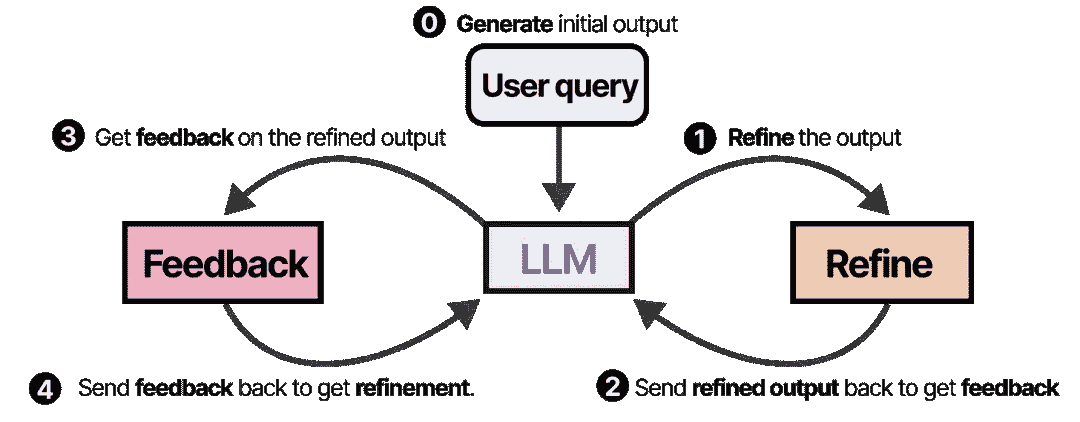 0 Generate initial output
User query
3 Get feedback on the refined output
1 Refine the output
Feedback
LLM
Refine
4 Send feedback back to get refinement.
2 Send refined output back to get feedback